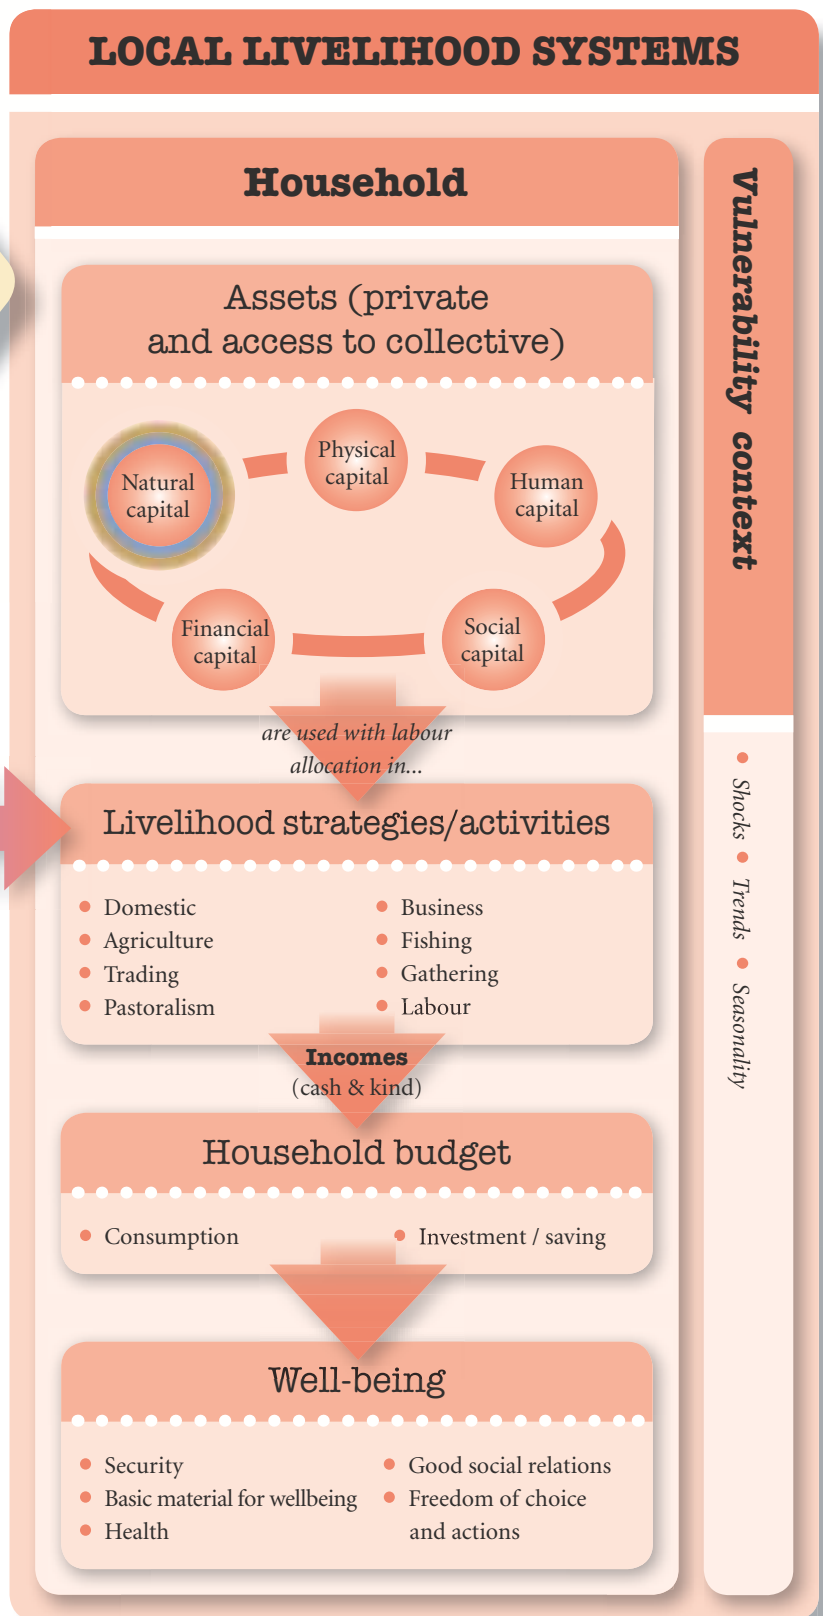 LOCAL LIVELIHOOD SYSTEMS
Household
Assets (private
and access to collective)
Natural
capital
Physical
capital
Human
capital
Financial
capital
Social
capital
are used with labour
allocation in...
Livelihood strategies/activities
• Domestic
• Agriculture
• Trading
• Pastoralism
• Business
• Fishing
• Gathering
• Labour
Incomes
(cash & kind)
Household budget
• Consumption
• Investment / saving
Well-being
• Security
• Basic material for wellbeing
• Health
• Good social relations
• Freedom of choice
and actions
Vulnerability context
• Shocks • Trends • Seasonality